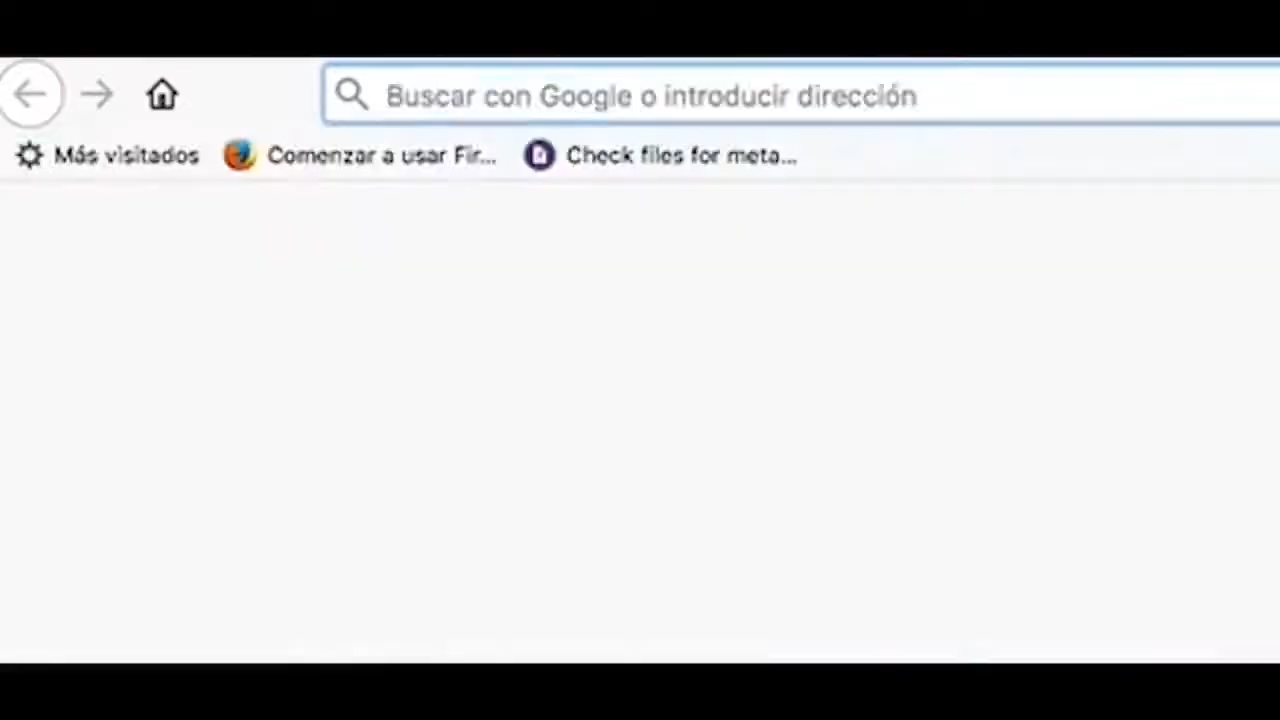 Buscar con Google o introducir dirección
Más visitados Comenzar a usar Fir... Check files for meta...